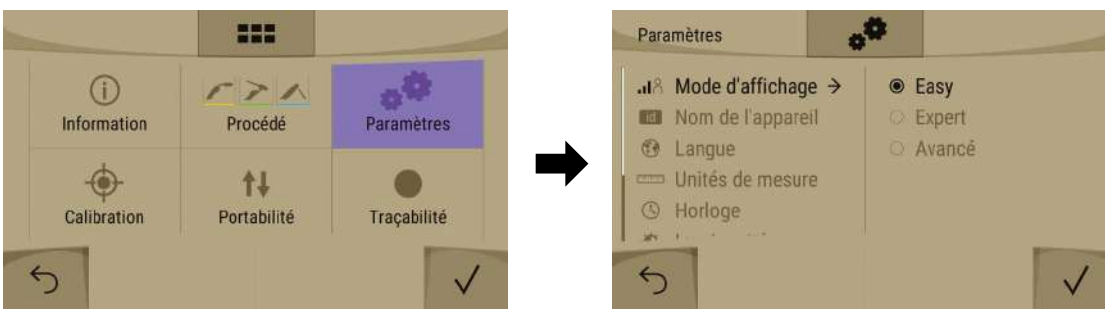 Information
Procédé
Paramètres
Calibration
Portabilité
Traçabilité
Paramètres
Mode d'affichage →
Nom de l'appareil
Langue
Unités de mesure
Horloge
Easy
Expert
Avancé